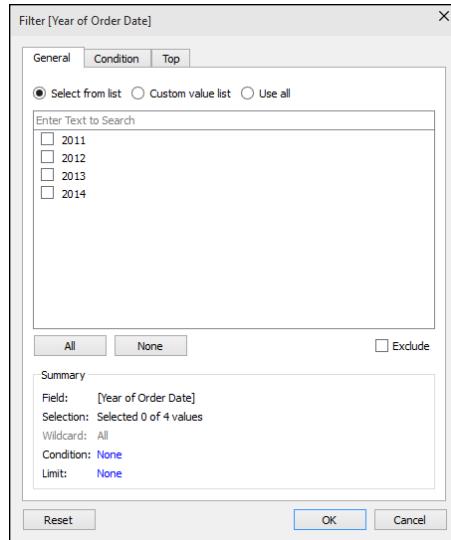 Filter [Year of Order Date]
General Condition Top
Select from list Custom value list Use all
Enter Text to Search
2011
2012
2013
2014
All None Exclude
Summary
Field: [Year of Order Date]
Selection: Selected 0 of 4 values
Wildcard: All
Condition: None
Limit: None
Reset OK Cancel